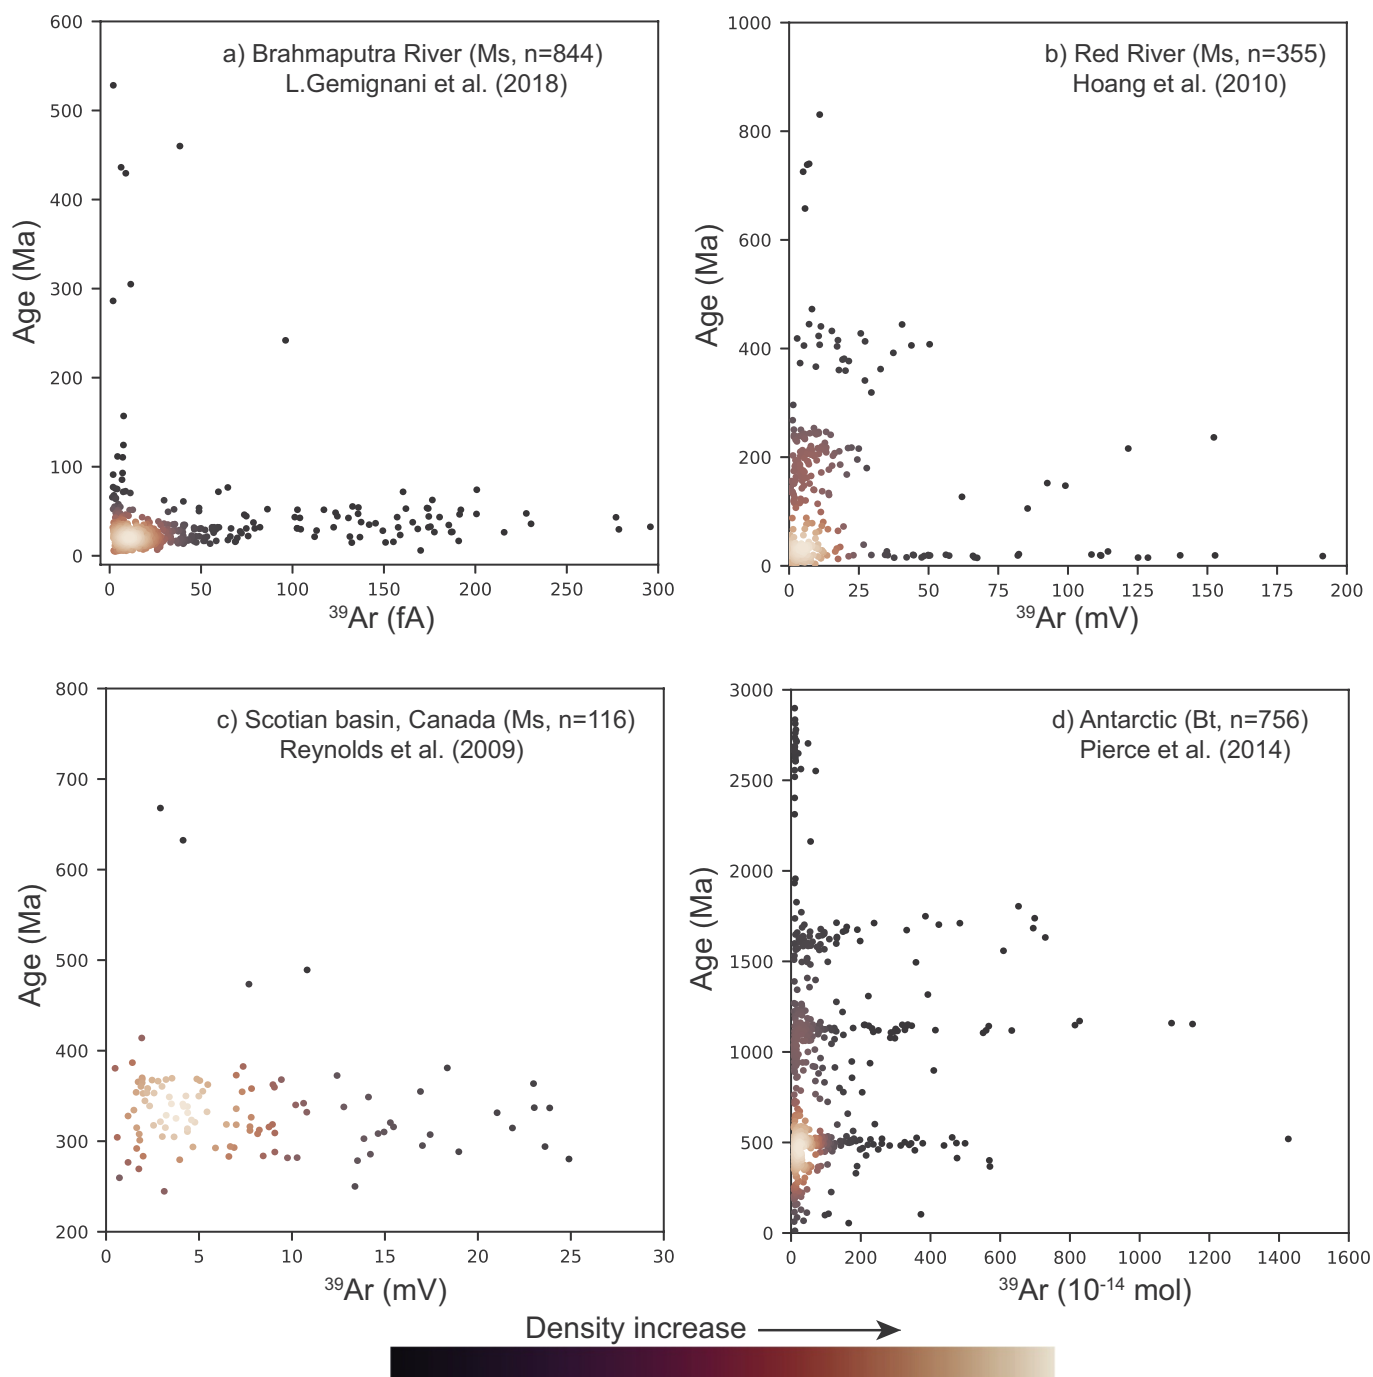 a) Brahmaputra River (Ms, n=844)
L.Gemignani et al. (2018)
Age (Ma)
600
500
400
300
200
100
0
0 50 100 150 200 250 300
³⁹Ar (fA)
b) Red River (Ms, n=355)
Hoang et al. (2010)
Age (Ma)
1000
800
600
400
200
0
0 25 50 75 100 125 150 175 200
³⁹Ar (mV)
c) Scotian basin, Canada (Ms, n=116)
Reynolds et al. (2009)
Age (Ma)
800
700
600
500
400
300
200
0 5 10 15 20 25 30
³⁹Ar (mV)
d) Antarctic (Bt, n=756)
Pierce et al. (2014)
Age (Ma)
3000
2500
2000
1500
1000
500
0
0 200 400 600 800 1000 1200 1400 1600
³⁹Ar (10⁻¹⁴ mol)
Density increase